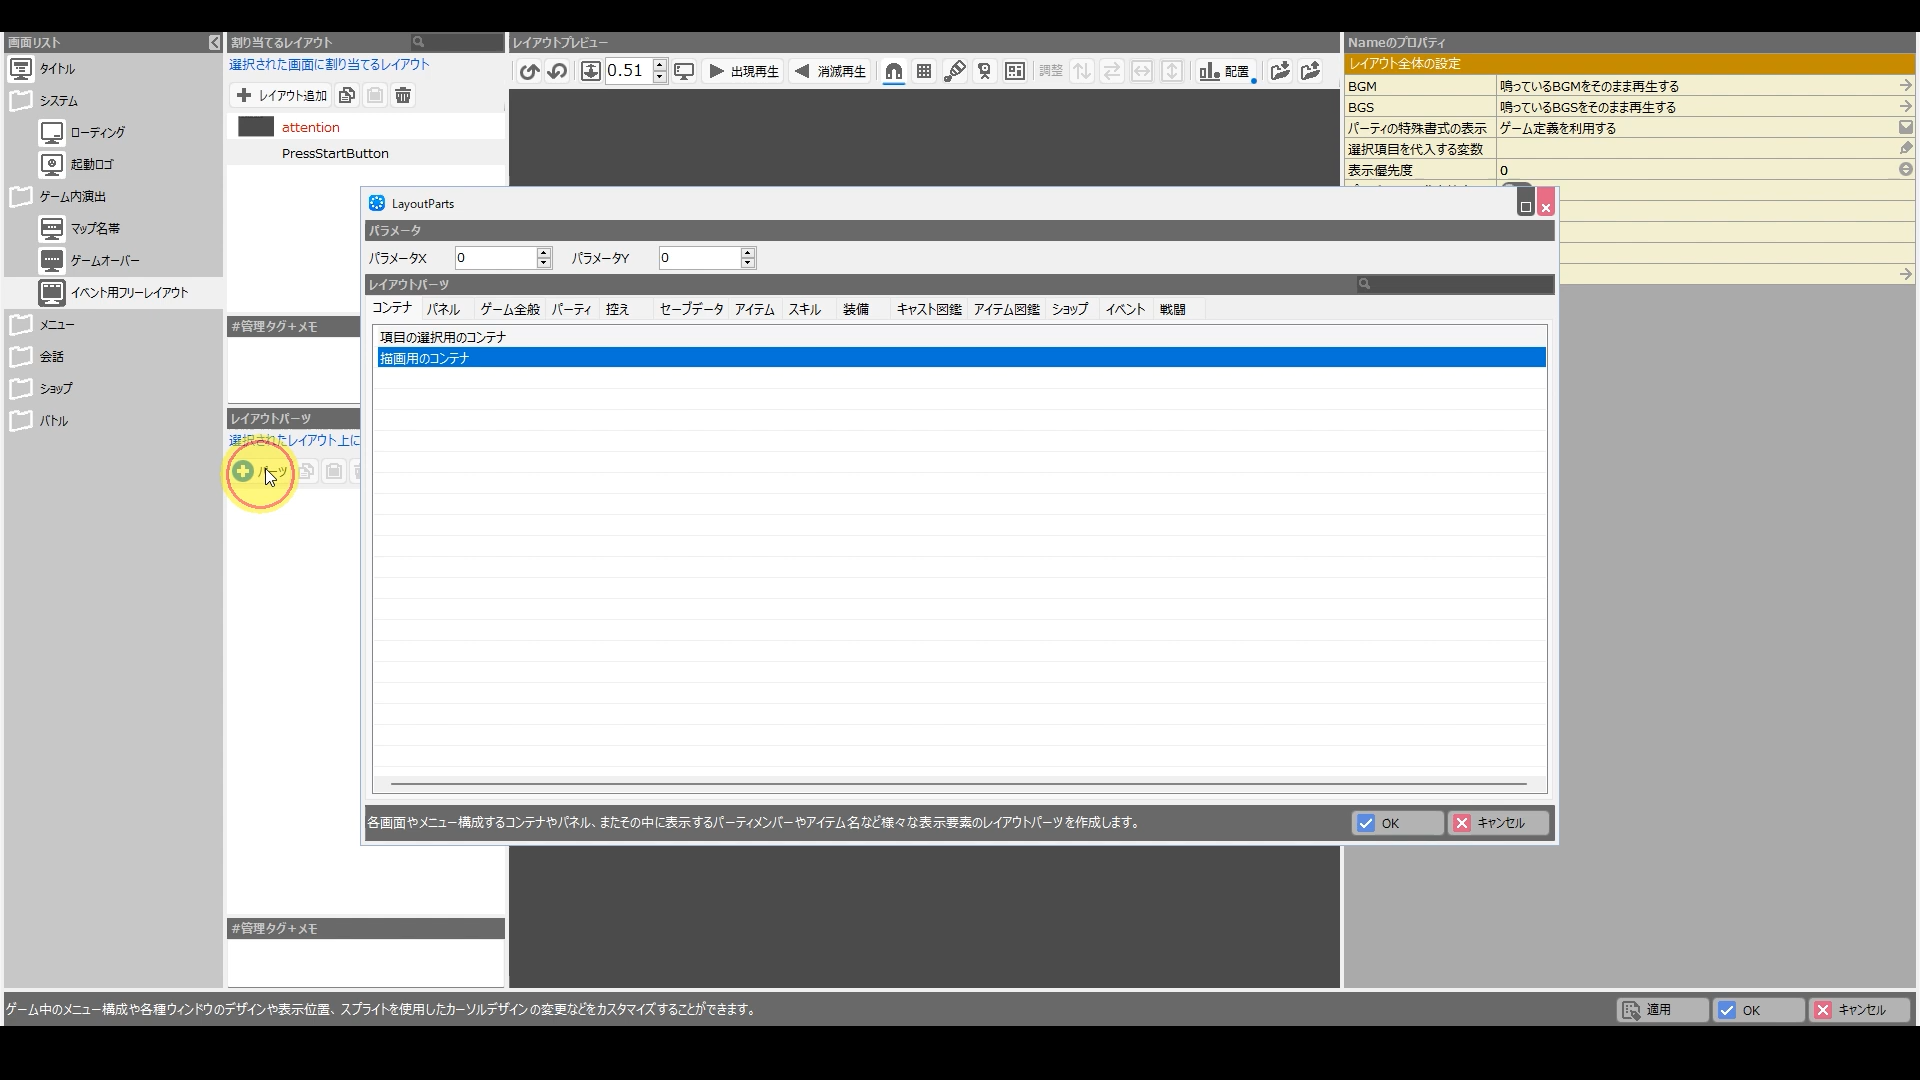 画面リスト
タイトル
システム
ローディング
起動ロゴ
ゲーム内演出
マップ名帯
ゲームオーバー
イベント用フリーレイアウト
メニュー
会話
ショップ
バトル
割り当てるレイアウト
選択された画面に割り当てるレイアウト
レイアウト追加
attention
PressStartButton
#管理タグ+メモ
レイアウトパーツ
選択されたレイアウト上に
パーツ
#管理タグ+メモ
レイアウトプレビュー
0.51
出現再生
消滅再生
調整
配置
Nameのプロパティ
レイアウト全体の設定
BGM 鳴っているBGMをそのまま再生する
BGS 鳴っているBGSをそのまま再生する
パーティの特殊書式の表示 ゲーム定義を利用する
選択項目を代入する変数
表示優先度 0
LayoutParts
パラメータ
パラメータX 0 パラメータY 0
レイアウトパーツ
コンテナ パネル ゲーム全般 パーティ 控え セーブデータ アイテム スキル 装備 キャスト図鑑 アイテム図鑑 ショップ イベント 戦闘
項目の選択用のコンテナ
描画用のコンテナ
各画面やメニュー構成するコンテナやパネル、またその中に表示するパーティメンバーやアイテム名など様々な表示要素のレイアウトパーツを作成します。
OK
キャンセル
ゲーム中のメニュー構成や各種ウィンドウのデザインや表示位置、スプライトを使用したカーソルデザインの変更などをカスタマイズすることができます。
適用
OK
キャンセル